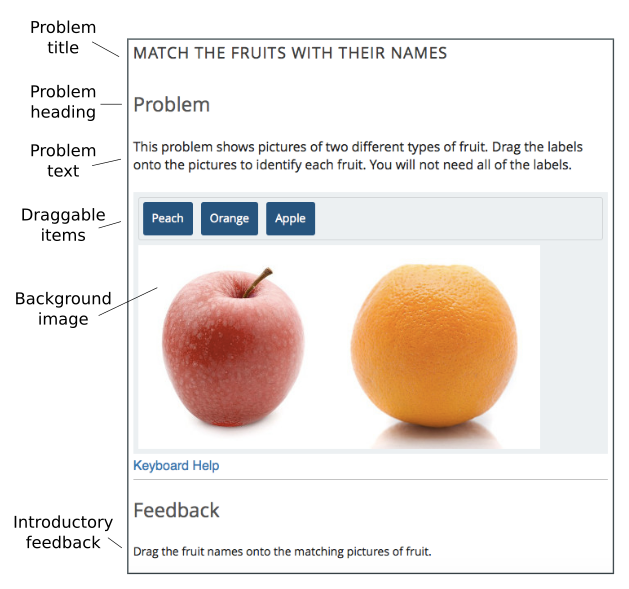 Problem
title
MATCH THE FRUITS WITH THEIR NAMES
Problem
heading
Problem
Problem
text
This problem shows pictures of two different types of fruit. Drag the labels
onto the pictures to identify each fruit. You will not need all of the labels.
Draggable
items
Peach Orange Apple
Background
image
Keyboard Help
Feedback
Introductory
feedback
Drag the fruit names onto the matching pictures of fruit.